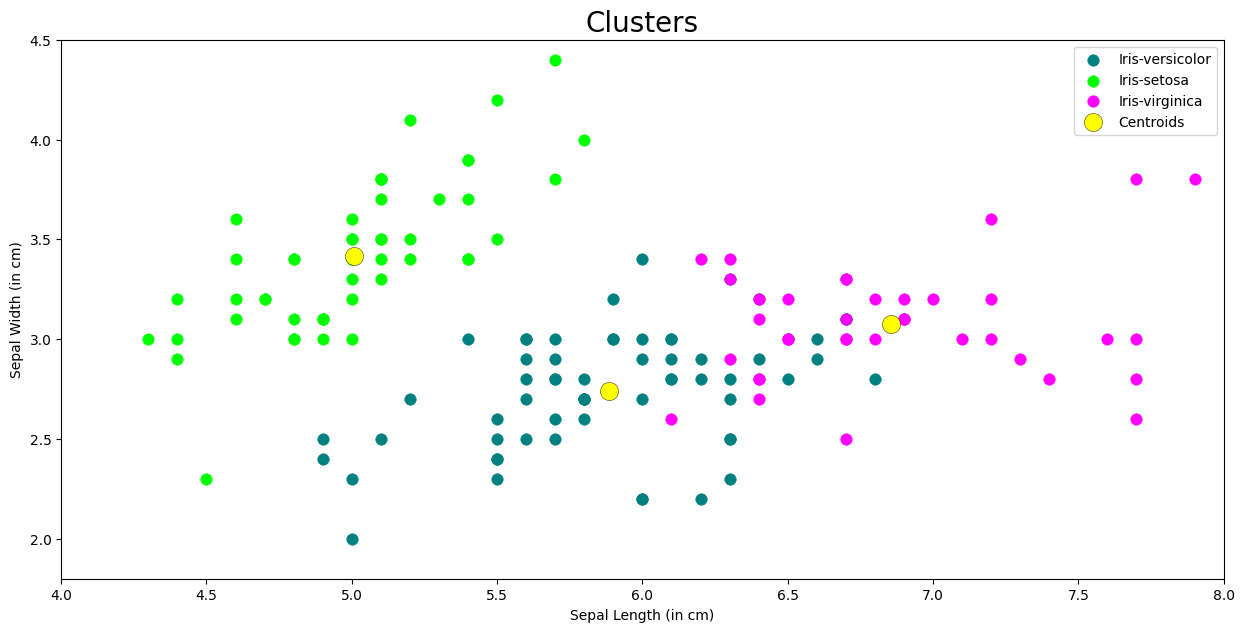 Clusters
4.5
4.0
3.5
3.0
2.5
2.0
Sepal Width (in cm)
Iris-versicolor
Iris-setosa
Iris-virginica
Centroids
4.0 4.5 5.0 5.5 6.0 6.5 7.0 7.5 8.0
Sepal Length (in cm)